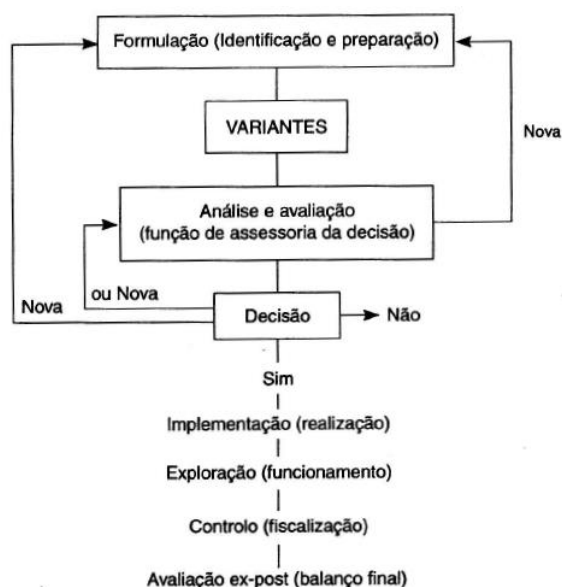 Formulação (Identificação e preparação)
VARIANTES
Nova
Análise e avaliação
(função de assessoria da decisão)
ou Nova
Nova
Decisão
Não
Sim
Implementação (realização)
Exploração (funcionamento)
Controlo (fiscalização)
Avaliação ex-post (balanço final)